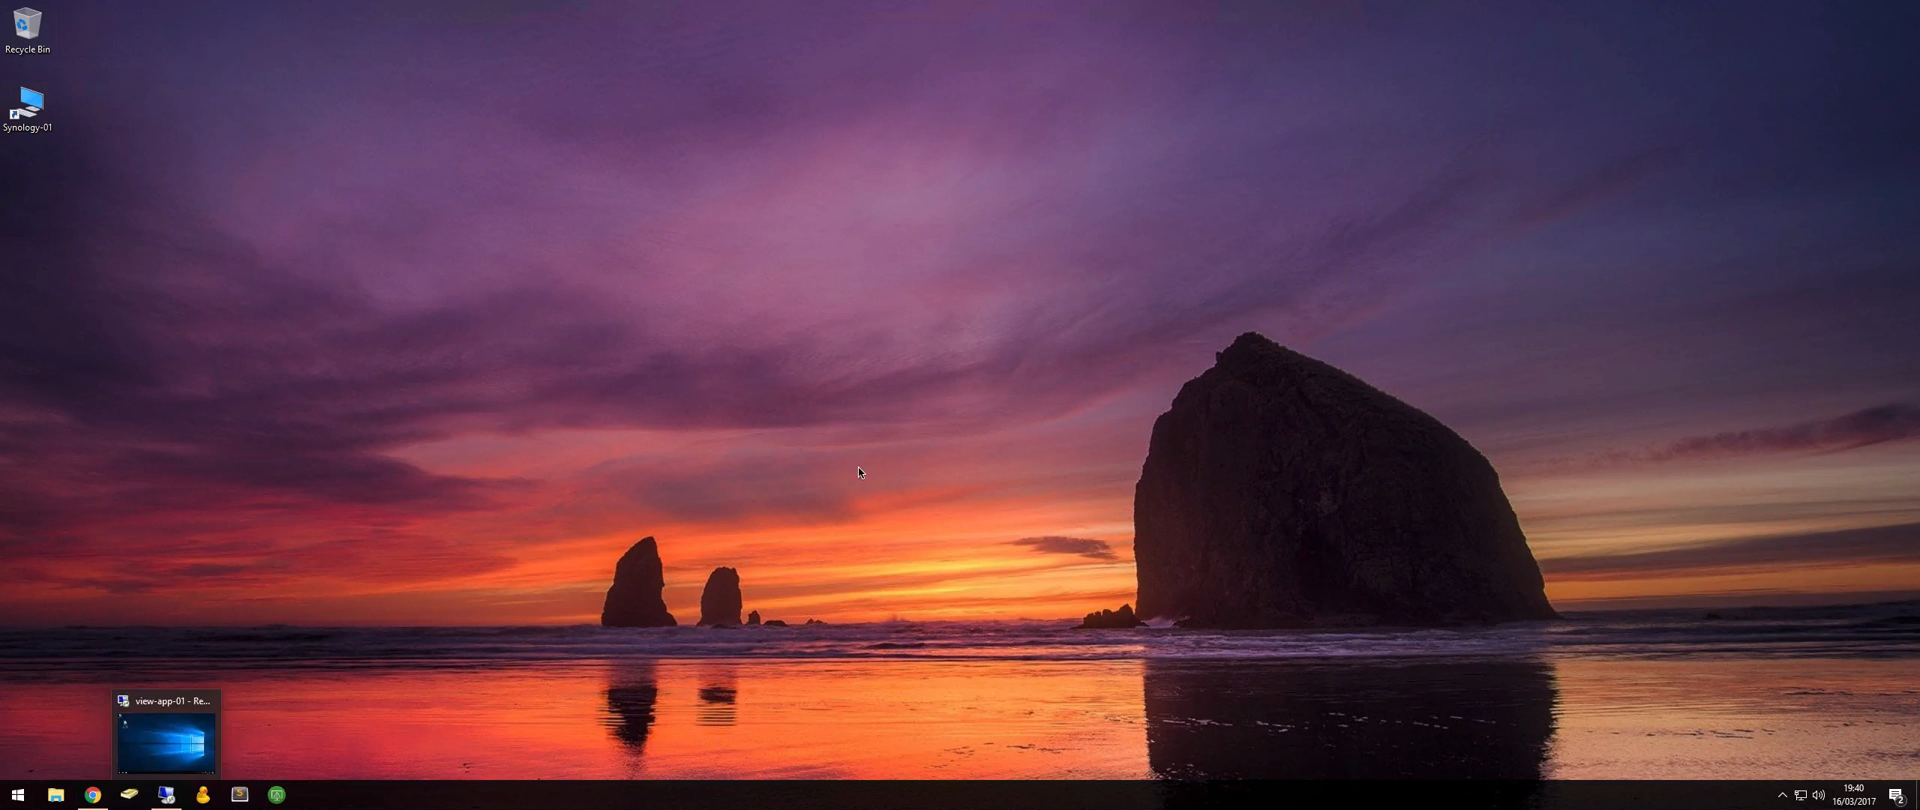 Recycle Bin
Synology-01
view-app-01 - Re...
19:40
16/03/2017
2